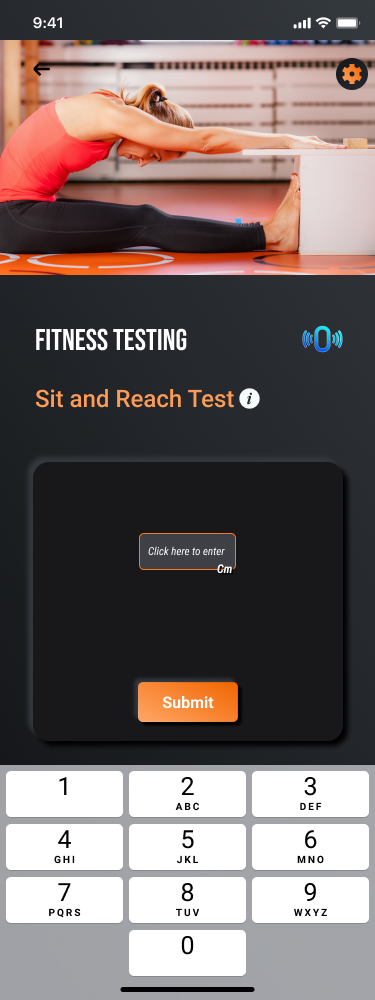 9:41
FITNESS TESTING
Sit and Reach Test i
Click here to enter
Cm
Submit
1 2 3
ABC DEF
4 5 6
GHI JKL MNO
7 8 9
PQRS TUV WXYZ
0